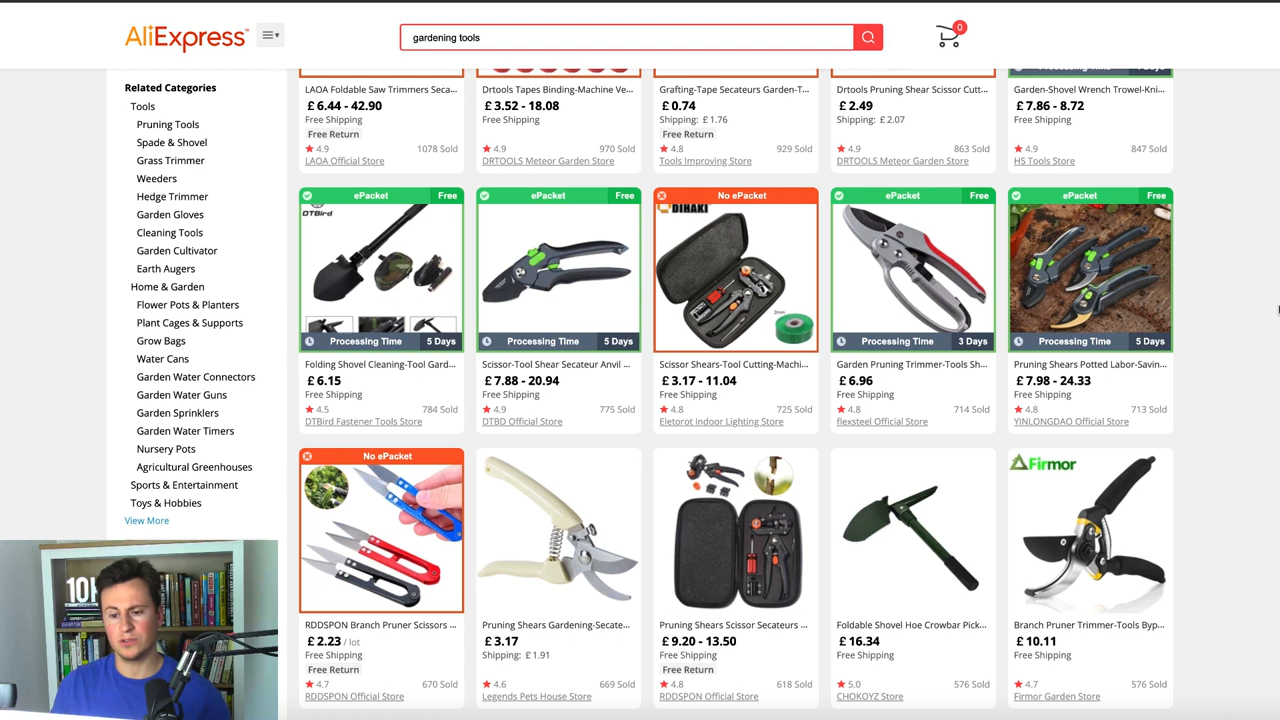 AliExpress™
gardening tools
0
Related Categories
Tools
Pruning Tools
Spade & Shovel
Grass Trimmer
Weeders
Hedge Trimmer
Garden Gloves
Cleaning Tools
Garden Cultivator
Earth Augers
Home & Garden
Flower Pots & Planters
Plant Cages & Supports
Grow Bags
Water Cans
Garden Water Connectors
Garden Water Guns
Garden Sprinklers
Garden Water Timers
Nursery Pots
Agricultural Greenhouses
Sports & Entertainment
Toys & Hobbies
View More
LAOA Foldable Saw Trimmers Seca...
£ 6.44 - 42.90
Free Shipping
Free Return
4.9 1078 Sold
LAOA Official Store
Drtools Tapes Binding-Machine Ve...
£ 3.52 - 18.08
Free Shipping
4.9 970 Sold
DRTOOLS Meteor Garden Store
Grafting-Tape Secateurs Garden-T...
£ 0.74
Shipping: £ 1.76
Free Return
4.8 929 Sold
Tools Improving Store
Drtools Pruning Shear Scissor Cutt...
£ 2.49
Shipping: £ 2.07
4.9 863 Sold
DRTOOLS Meteor Garden Store
Garden-Shovel Wrench Trowel-Kni...
£ 7.86 - 8.72
Free Shipping
4.9 847 Sold
HS Tools Store
ePacket Free
DTBird
Processing Time 5 Days
Folding Shovel Cleaning-Tool Gard...
£ 6.15
Free Shipping
4.5 784 Sold
DTBird Fastener Tools Store
ePacket Free
Processing Time 5 Days
Scissor-Tool Shear Secateur Anvil ...
£ 7.88 - 20.94
Free Shipping
4.9 775 Sold
DTBD Official Store
No ePacket
DIHAKI
Scissor Shears-Tool Cutting-Machi...
£ 3.17 - 11.04
Free Shipping
4.8 725 Sold
Eletorot Indoor Lighting Store
ePacket Free
Processing Time 3 Days
Garden Pruning Trimmer-Tools Sh...
£ 6.96
Free Shipping
4.8 714 Sold
flexsteel Official Store
ePacket Free
Processing Time 5 Days
Pruning Shears Potted Labor-Savin...
£ 7.98 - 24.33
Free Shipping
4.8 713 Sold
YINLONGDAO Official Store
No ePacket
RDDSPON Branch Pruner Scissors ...
£ 2.23 / lot
Free Shipping
Free Return
4.7 670 Sold
RDDSPON Official Store
Pruning Shears Gardening-Secate...
£ 3.17
Shipping: £ 1.91
4.6 669 Sold
Legends Pets House Store
Pruning Shears Scissor Secateurs ...
£ 9.20 - 13.50
Free Shipping
Free Return
4.8 618 Sold
RDDSPON Official Store
Foldable Shovel Hoe Crowbar Pick...
£ 16.34
Free Shipping
5.0 576 Sold
CHOKOYZ Store
Firmor
Branch Pruner Trimmer-Tools Byp...
£ 10.11
Free Shipping
4.7 576 Sold
Firmor Garden Store
10